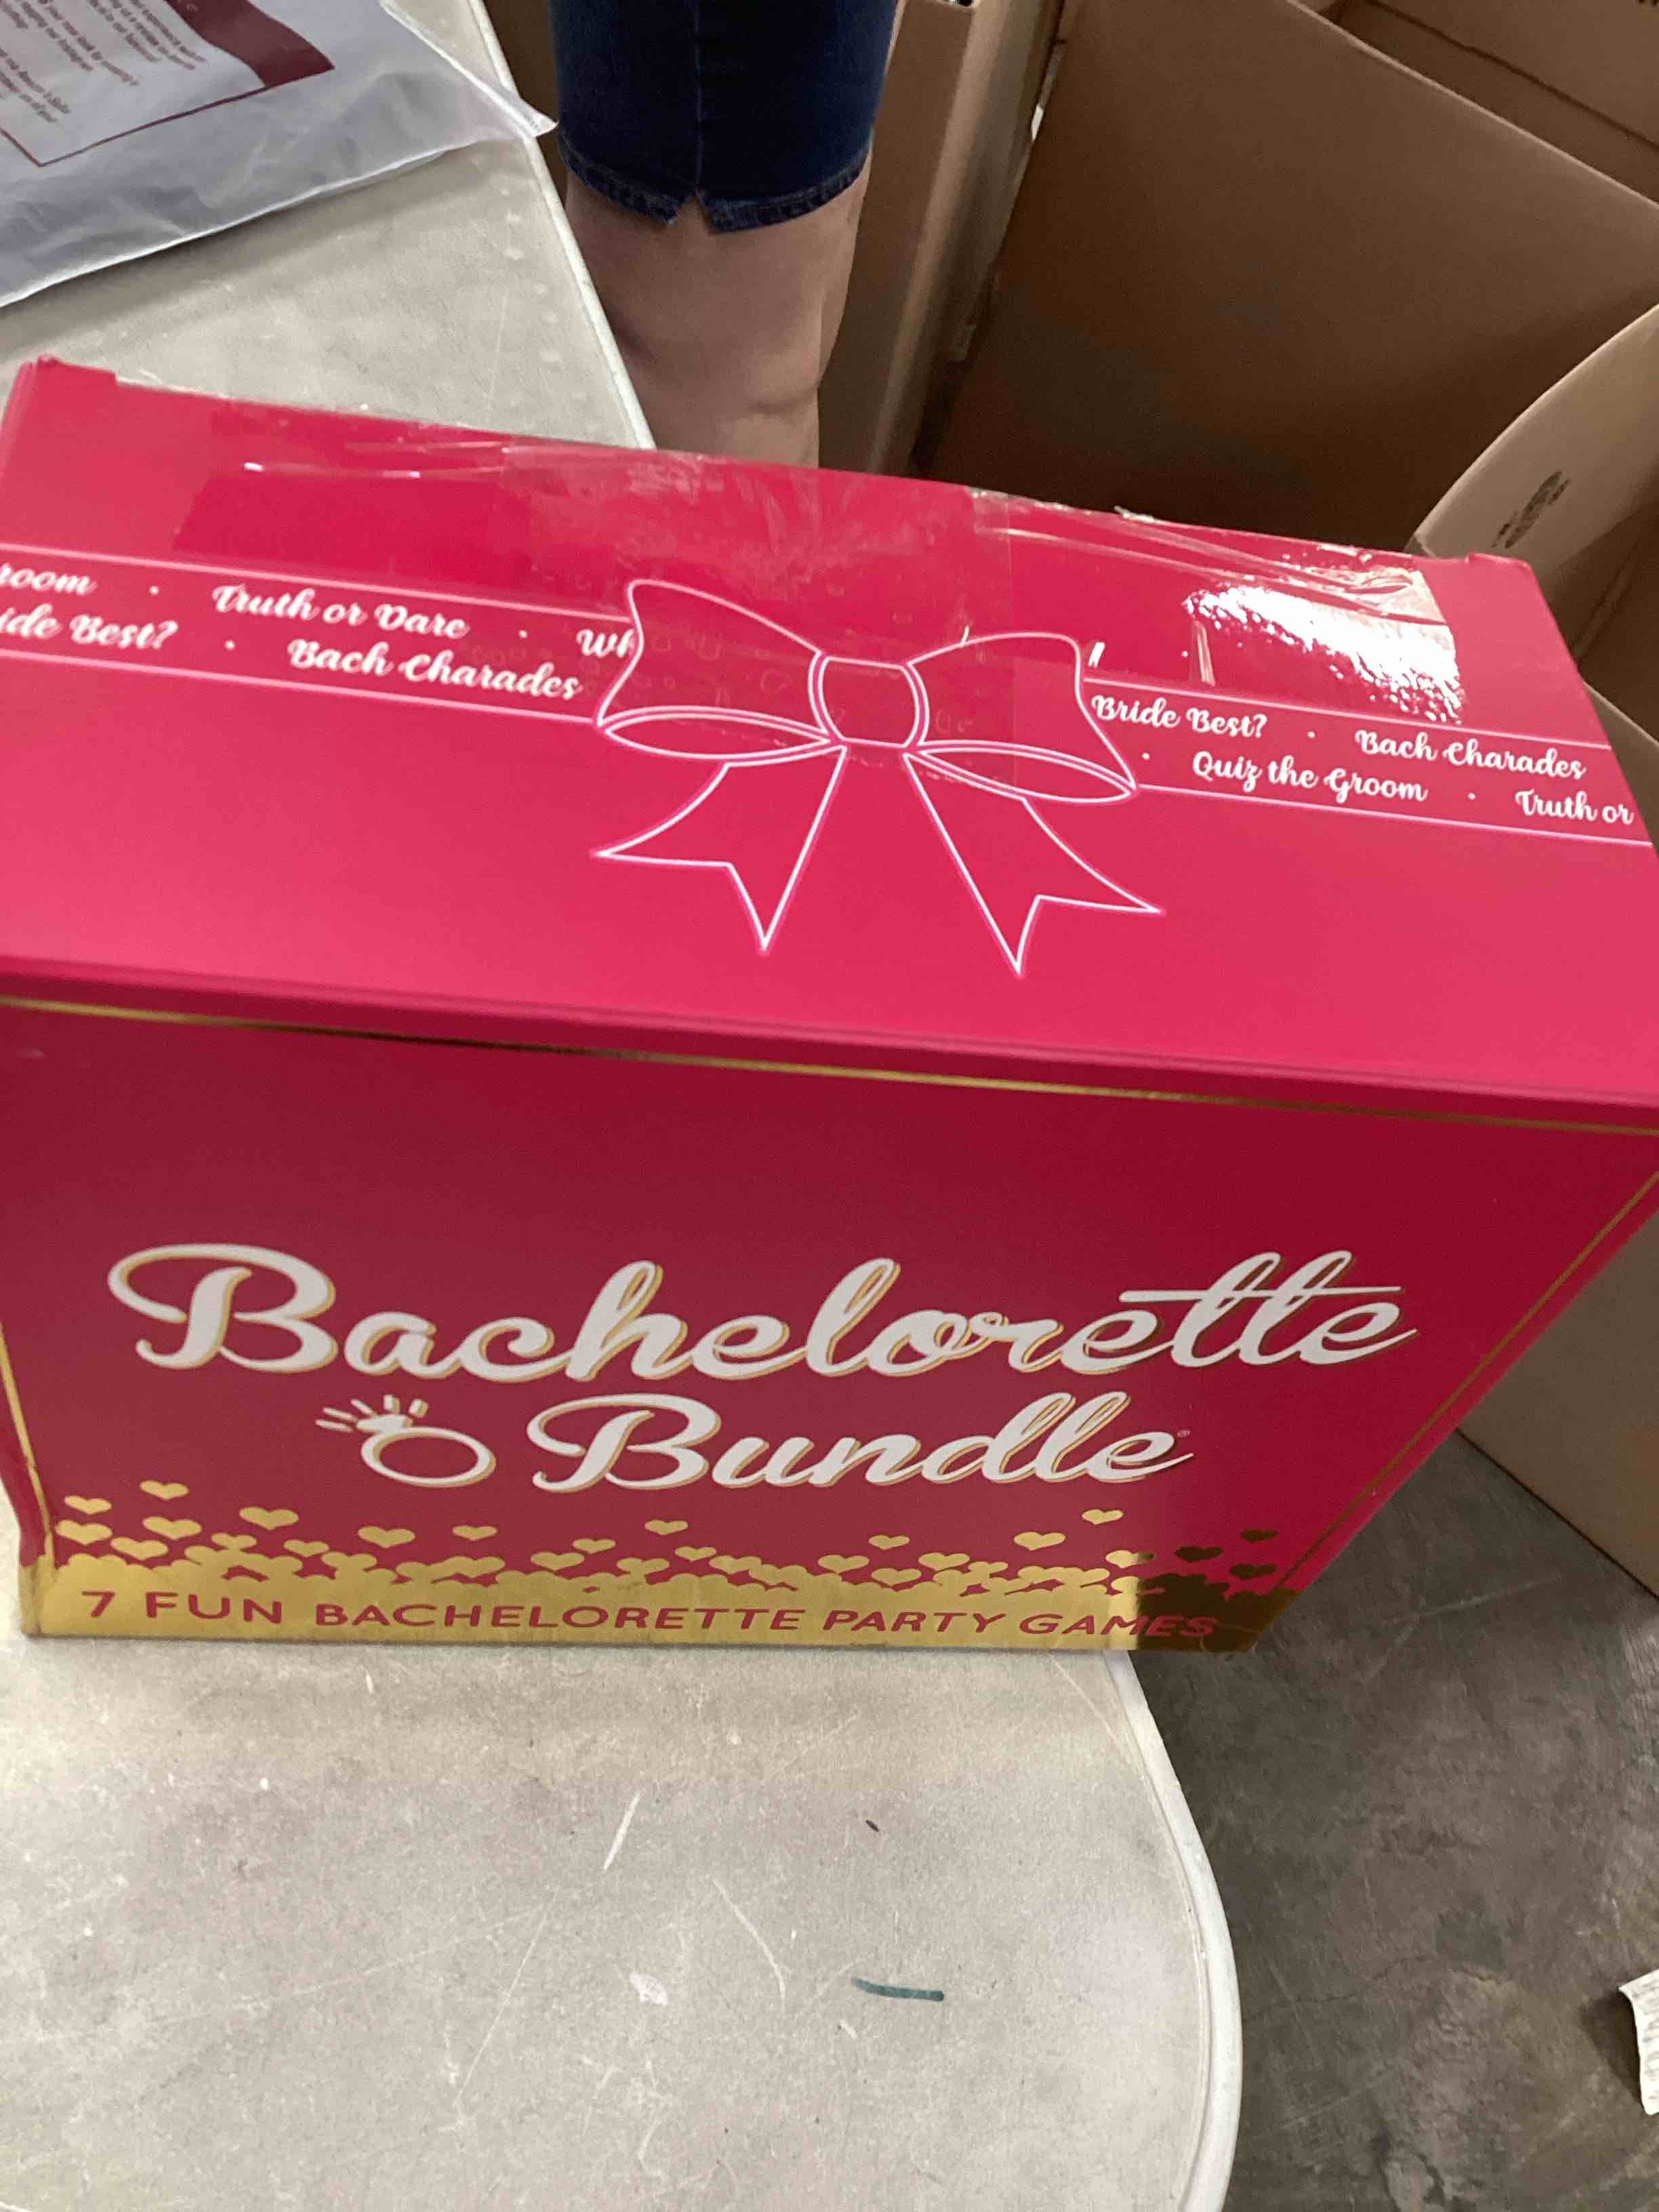 room · Truth or Dare · Wh
ide Best? · Bach Charades
Bride Best? · Bach Charades
· Quiz the Groom · Truth or
Bachelorette
Bundle
7 FUN BACHELORETTE PARTY GAMES